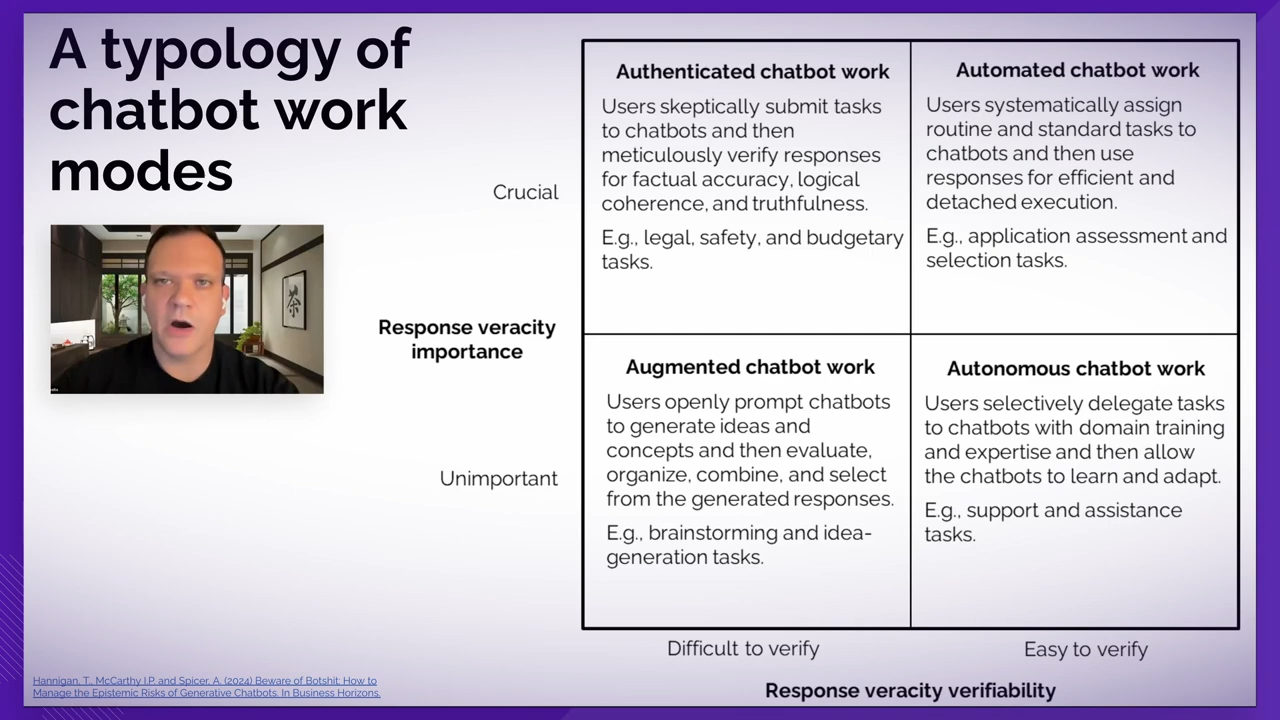 A typology of
chatbot work
modes
Crucial
Response veracity
importance
Unimportant
Authenticated chatbot work
Users skeptically submit tasks
to chatbots and then
meticulously verify responses
for factual accuracy, logical
coherence, and truthfulness.
E.g., legal, safety, and budgetary
tasks.
Automated chatbot work
Users systematically assign
routine and standard tasks to
chatbots and then use
responses for efficient and
detached execution.
E.g., application assessment and
selection tasks.
Augmented chatbot work
Users openly prompt chatbots
to generate ideas and
concepts and then evaluate,
organize, combine, and select
from the generated responses.
E.g., brainstorming and idea-
generation tasks.
Autonomous chatbot work
Users selectively delegate tasks
to chatbots with domain training
and expertise and then allow
the chatbots to learn and adapt.
E.g., support and assistance
tasks.
Difficult to verify
Easy to verify
Response veracity verifiability
茶
Hannigan, T., McCarthy I.P. and Spicer, A. (2024) Beware of Botshit: How to
Manage the Epistemic Risks of Generative Chatbots. In Business Horizons.